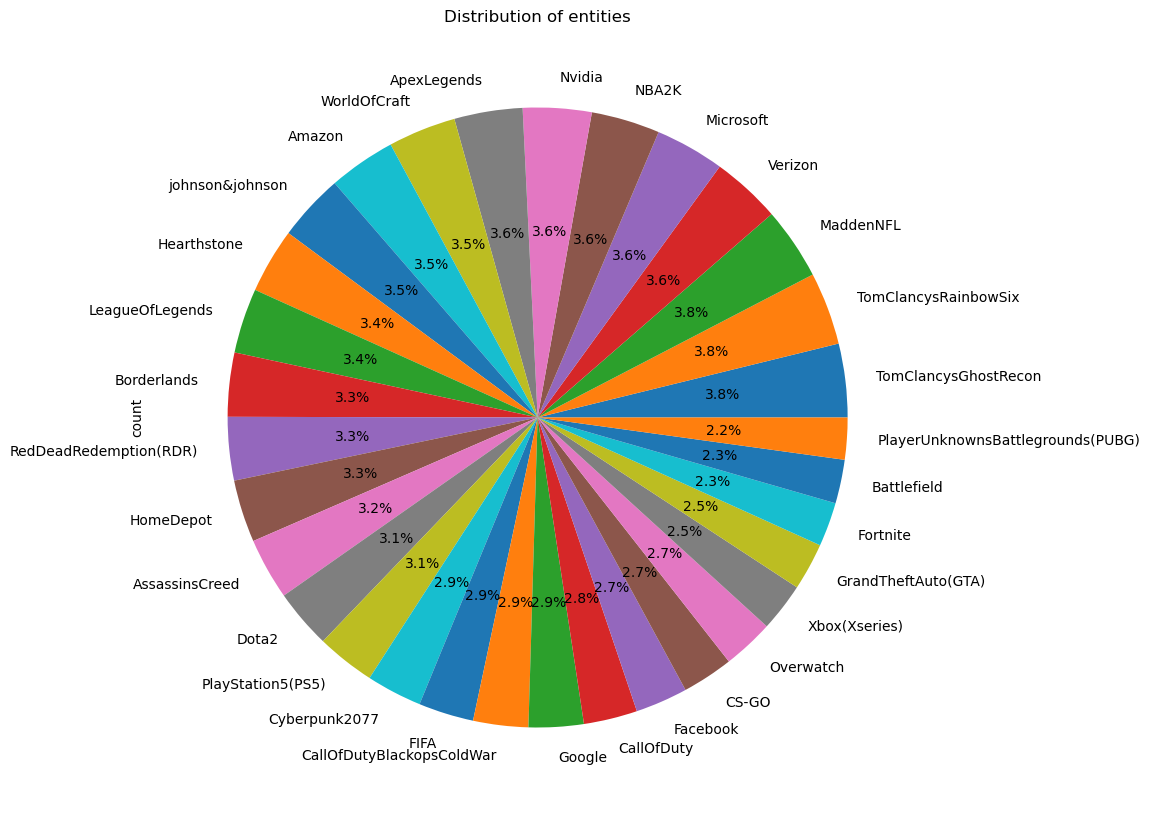 Distribution of entities
TomClancysGhostRecon
3.8%
TomClancysRainbowSix
3.8%
MaddenNFL
3.8%
Verizon
3.6%
Microsoft
3.6%
NBA2K
3.6%
Nvidia
3.6%
ApexLegends
3.6%
WorldOfCraft
3.5%
Amazon
3.5%
johnson&johnson
3.5%
Hearthstone
3.4%
LeagueOfLegends
3.4%
Borderlands
3.3%
count
RedDeadRedemption(RDR)
3.3%
HomeDepot
3.3%
AssassinsCreed
3.2%
Dota2
3.1%
PlayStation5(PS5)
3.1%
Cyberpunk2077
2.9%
FIFA
2.9%
CallOfDutyBlackopsColdWar
2.9%
Google
2.9%
CallOfDuty
2.8%
Facebook
2.7%
CS-GO
2.7%
Overwatch
2.7%
Xbox(Xseries)
2.5%
GrandTheftAuto(GTA)
2.5%
Fortnite
2.3%
Battlefield
2.3%
PlayerUnknownsBattlegrounds(PUBG)
2.2%